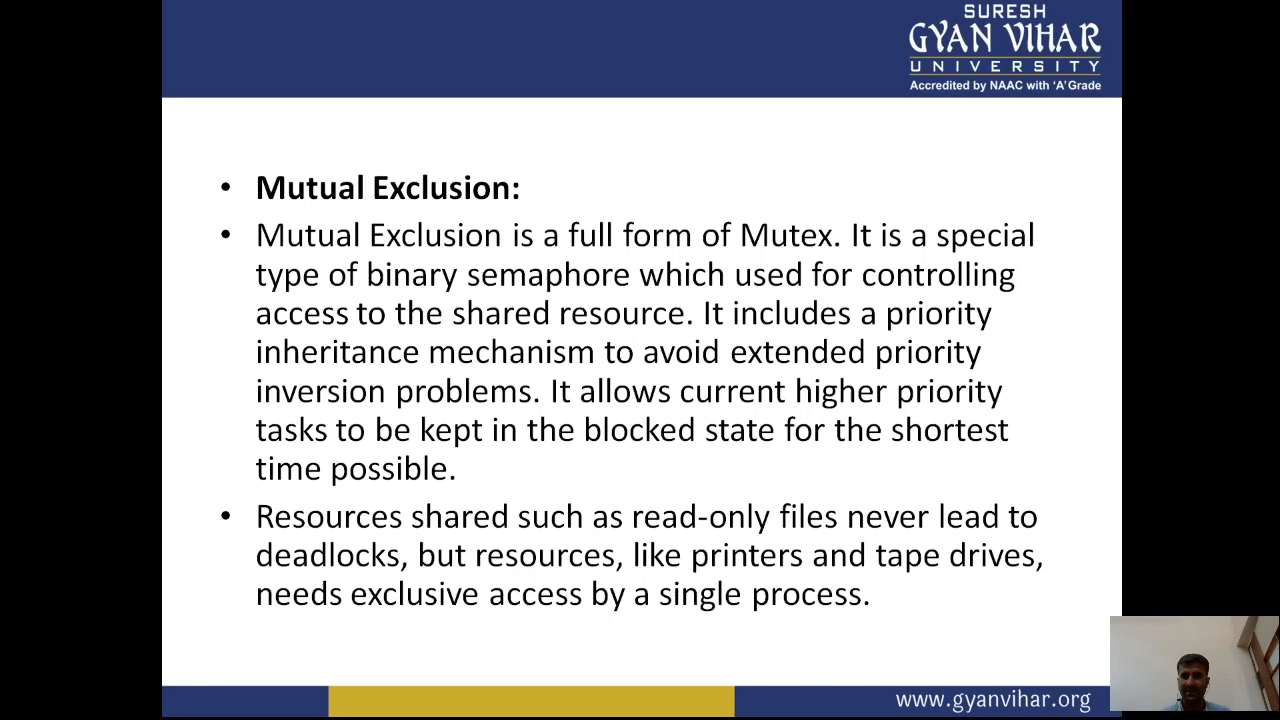 SURESH
GYAN VIHAR
UNIVERSITY
Accredited by NAAC with 'A' Grade
• Mutual Exclusion:
• Mutual Exclusion is a full form of Mutex. It is a special
type of binary semaphore which used for controlling
access to the shared resource. It includes a priority
inheritance mechanism to avoid extended priority
inversion problems. It allows current higher priority
tasks to be kept in the blocked state for the shortest
time possible.
• Resources shared such as read-only files never lead to
deadlocks, but resources, like printers and tape drives,
needs exclusive access by a single process.
www.gyanvihar.org